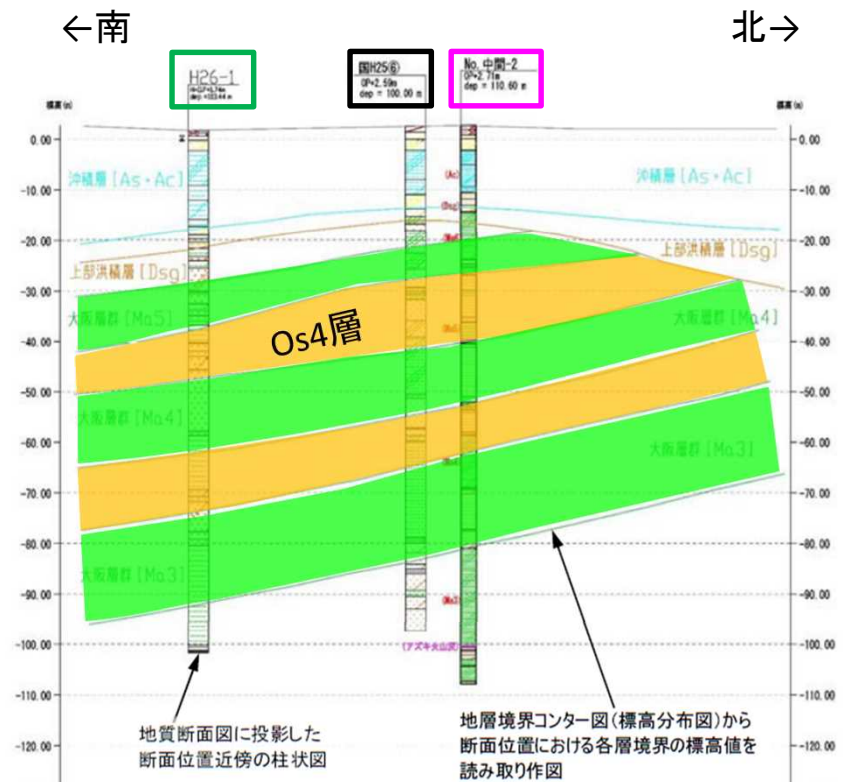 ←南
北→
H26-1
国H25⑥
OP+2.59m
dep = 100.00 m
No.中間-2
OP+2.71m
dep = 110.60 m
標高(m)
標高(m)
0.00
0.00
-10.00
-10.00
沖積層[As・Ac]
(Ac)
沖積層[As・Ac]
(Dsg)
-20.00
-20.00
上部洪積層[Dsg]
上部洪積層[Dsg]
-30.00
-30.00
大阪層群[Ma5]
大阪層群[Ma4]
Os4層
-40.00
-40.00
-50.00
-50.00
大阪層群[Ma4]
-60.00
-60.00
大阪層群[Ma3]
-70.00
-70.00
-80.00
-80.00
大阪層群[Ma3]
-90.00
-90.00
-100.00
(アズキ火山灰)
-100.00
-110.00
-110.00
地質断面図に投影した
断面位置近傍の柱状図
地層境界コンター図(標高分布図)から
断面位置における各層境界の標高値を
読み取り作図
-120.00
-120.00